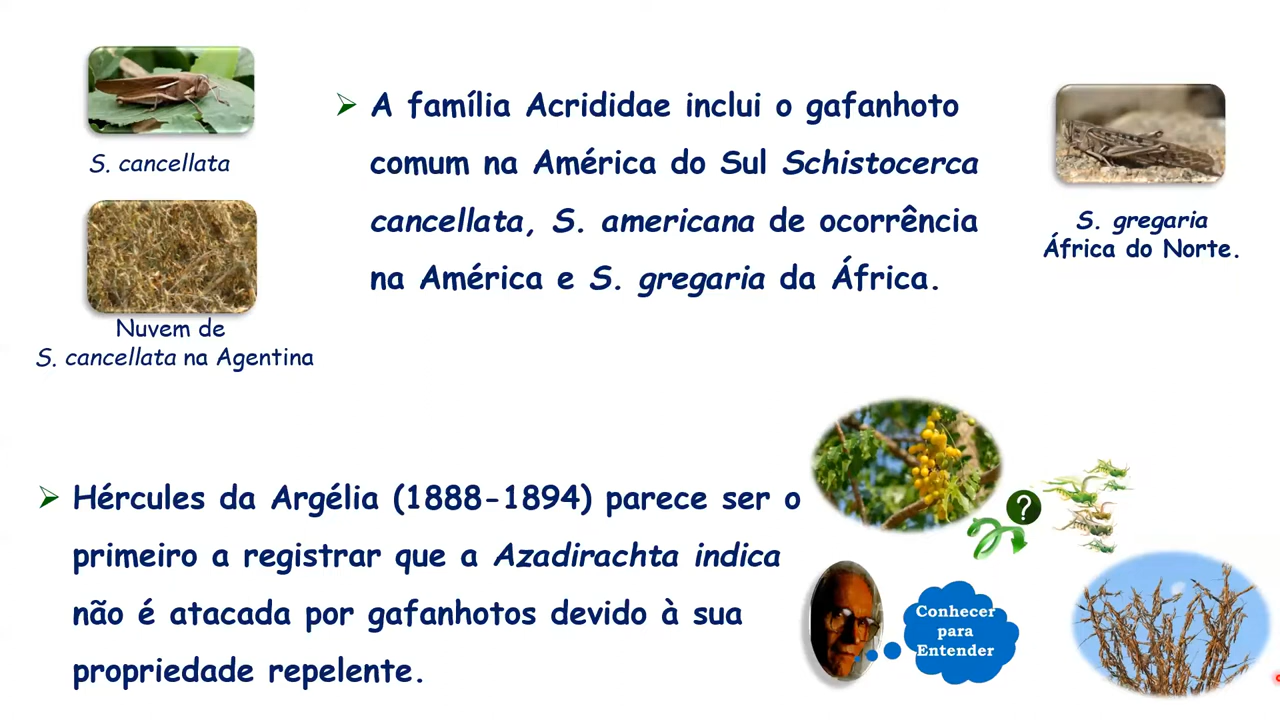 S. cancellata
Nuvem de
S. cancellata na Agentina
➢ A família Acrididae inclui o gafanhoto
comum na América do Sul Schistocerca
cancellata, S. americana de ocorrência
na América e S. gregaria da África.
S. gregaria
África do Norte.
➢ Hércules da Argélia (1888-1894) parece ser o
primeiro a registrar que a Azadirachta indica
não é atacada por gafanhotos devido à sua
propriedade repelente.
?
Conhecer
para
Entender